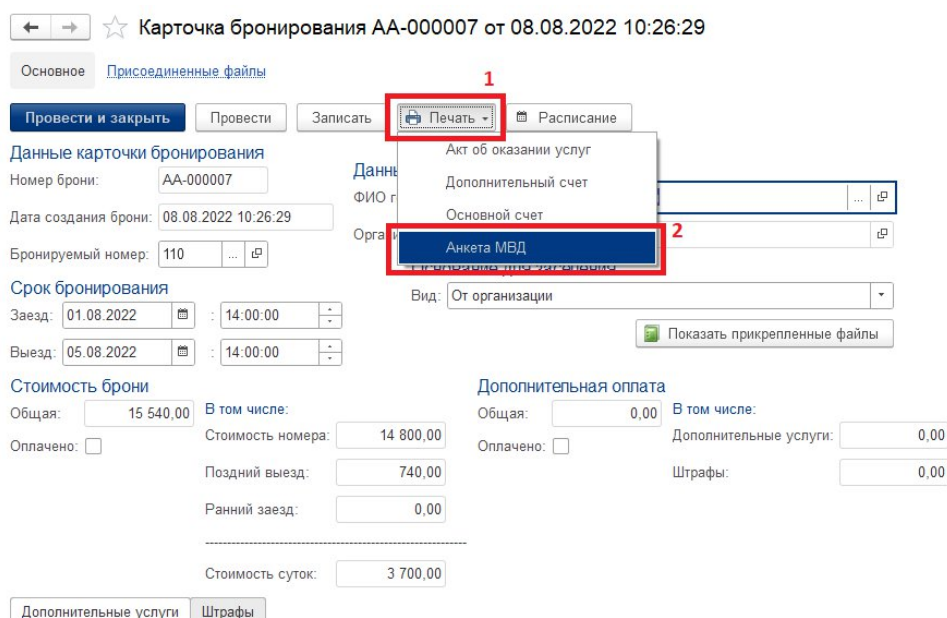 Карточка бронирования АА-000007 от 08.08.2022 10:26:29
Основное Присоединенные файлы
1
Провести и закрыть Провести Записать Печать Расписание
Акт об оказании услуг
Дополнительный счет
Основной счет
Анкета МВД
2
Данные карточки бронирования
Номер брони: АА-000007
ФИО
Дата создания брони: 08.08.2022 10:26:29
Бронируемый номер: 110 ...
Срок бронирования
Вид: От организации
Заезд: 01.08.2022 : 14:00:00
Показать прикрепленные файлы
Выезд: 05.08.2022 : 14:00:00
Стоимость брони
Дополнительная оплата
Общая: 15 540,00 В том числе:
Общая: 0,00 В том числе:
Оплачено:
Стоимость номера: 14 800,00
Оплачено:
Дополнительные услуги: 0,00
Поздний выезд: 740,00
Штрафы: 0,00
Ранний заезд: 0,00
Стоимость суток: 3 700,00
Дополнительные услуги Штрафы